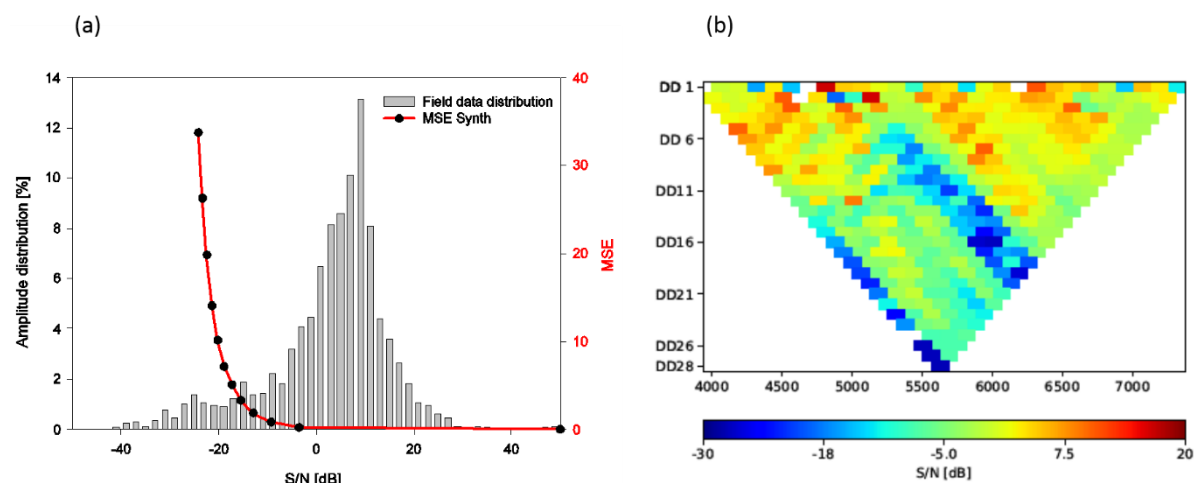 (a)
(b)
Amplitude distribution [%]
14
12
10
8
6
4
2
0
-40
-20
0
20
40
S/N [dB]
40
30
20
10
0
MSE
Field data distribution
MSE Synth
DD 1
DD 6
DD11
DD16
DD21
DD26
DD28
4000
4500
5000
5500
6000
6500
7000
-30
-18
-5.0
7.5
20
S/N [dB]